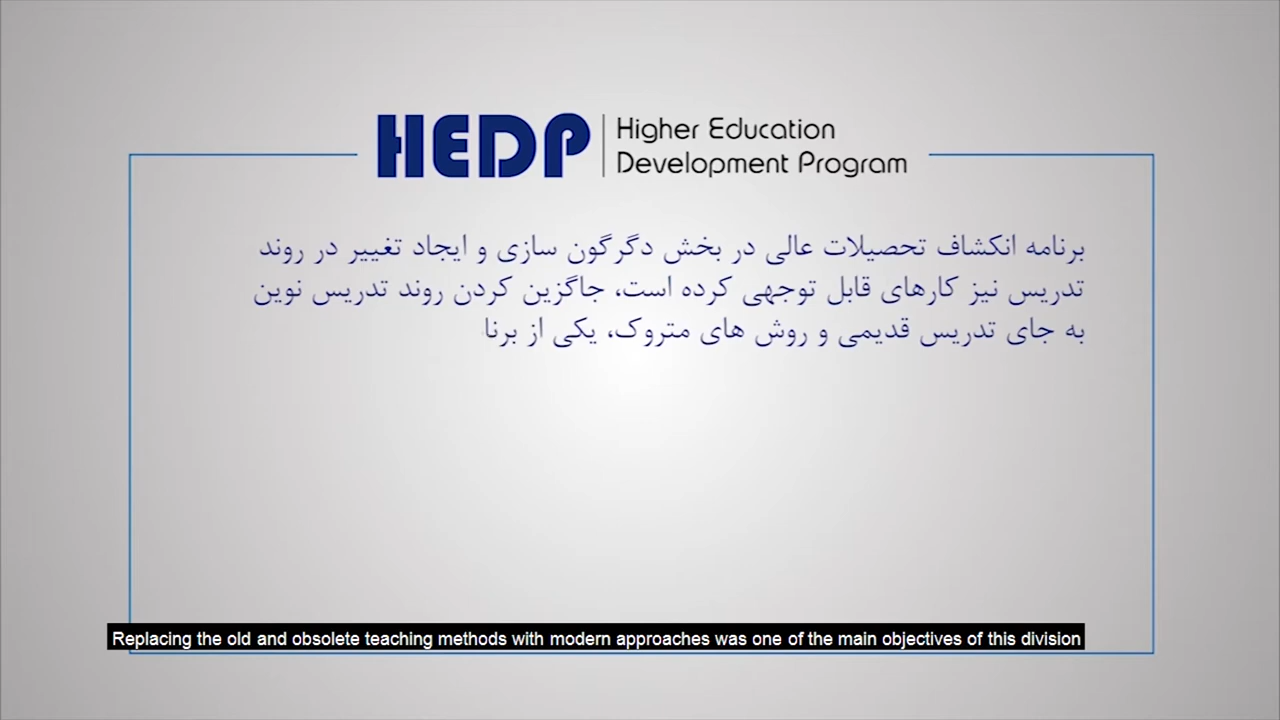 HEDP
Higher Education
Development Program
برنامه انکشاف تحصیلات عالی در بخش دگرگون سازی و ایجاد تغییر در روند
تدریس نیز کارهای قابل توجهی کرده است، جاگزین کردن روند تدریس نوین
به جای تدریس قدیمی و روش های متروک، یکی از برنا
Replacing the old and obsolete teaching methods with modern approaches was one of the main objectives of this division